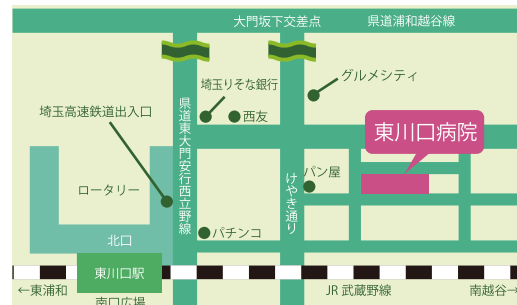 大門坂下交差点
県道浦和越谷線
グルメシティ
埼玉りそな銀行
西友
埼玉高速鉄道出入口
県道東大門安行西立野線
東川口病院
けやき通り
パン屋
ロータリー
パチンコ
北口
東川口駅
←東浦和
JR 武蔵野線
南越谷→
南口広場